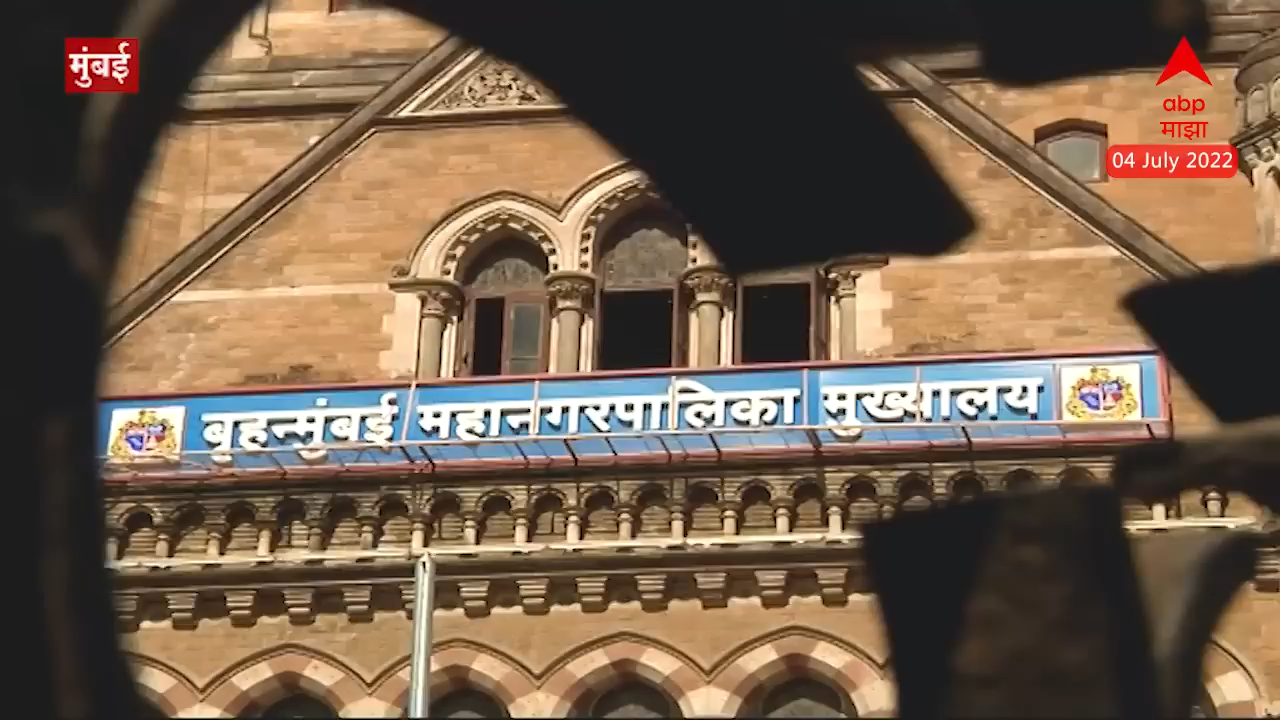 मुंबई
abp
माझा
04 July 2022
बृहन्मुंबई महानगरपालिका मुख्यालय